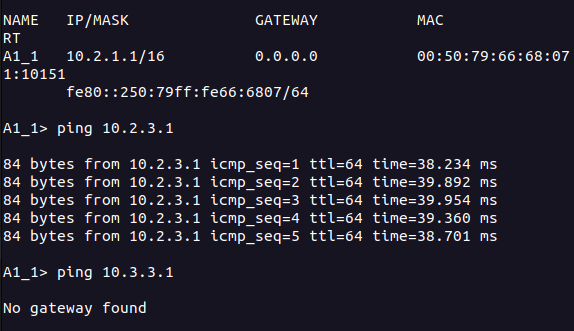 NAME   IP/MASK              GATEWAY           MAC
RT
A1_1   10.2.1.1/16          0.0.0.0           00:50:79:66:68:07
1:10151
       fe80::250:79ff:fe66:6807/64
A1_1> ping 10.2.3.1
84 bytes from 10.2.3.1 icmp_seq=1 ttl=64 time=38.234 ms
84 bytes from 10.2.3.1 icmp_seq=2 ttl=64 time=39.892 ms
84 bytes from 10.2.3.1 icmp_seq=3 ttl=64 time=39.954 ms
84 bytes from 10.2.3.1 icmp_seq=4 ttl=64 time=39.360 ms
84 bytes from 10.2.3.1 icmp_seq=5 ttl=64 time=38.701 ms
A1_1> ping 10.3.3.1
No gateway found